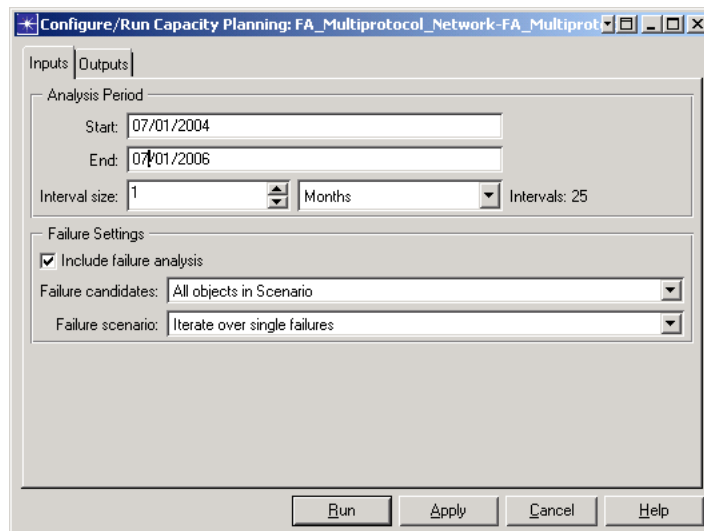 Configure/Run Capacity Planning: FA_Multiprotocol_Network-FA_Multiprot
Inputs Outputs
Analysis Period
Start: 07/01/2004
End: 07/01/2006
Interval size: 1 Months Intervals: 25
Failure Settings
Include failure analysis
Failure candidates: All objects in Scenario
Failure scenario: Iterate over single failures
Run Apply Cancel Help